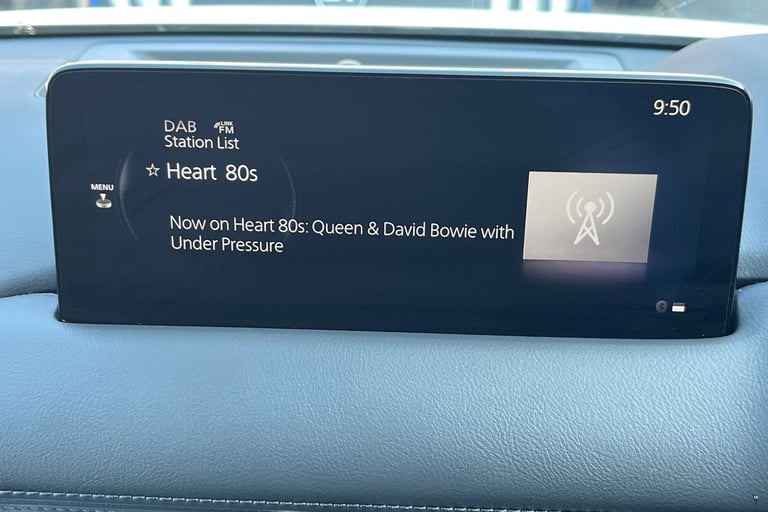 9:50
DAB LINK FM
Station List
☆ Heart 80s
MENU
Now on Heart 80s: Queen & David Bowie with
Under Pressure